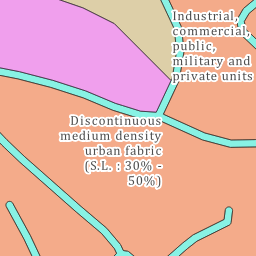 Industrial,
commercial,
public,
military and
private units
Discontinuous
medium density
urban fabric
(S.L. : 30% -
50%)